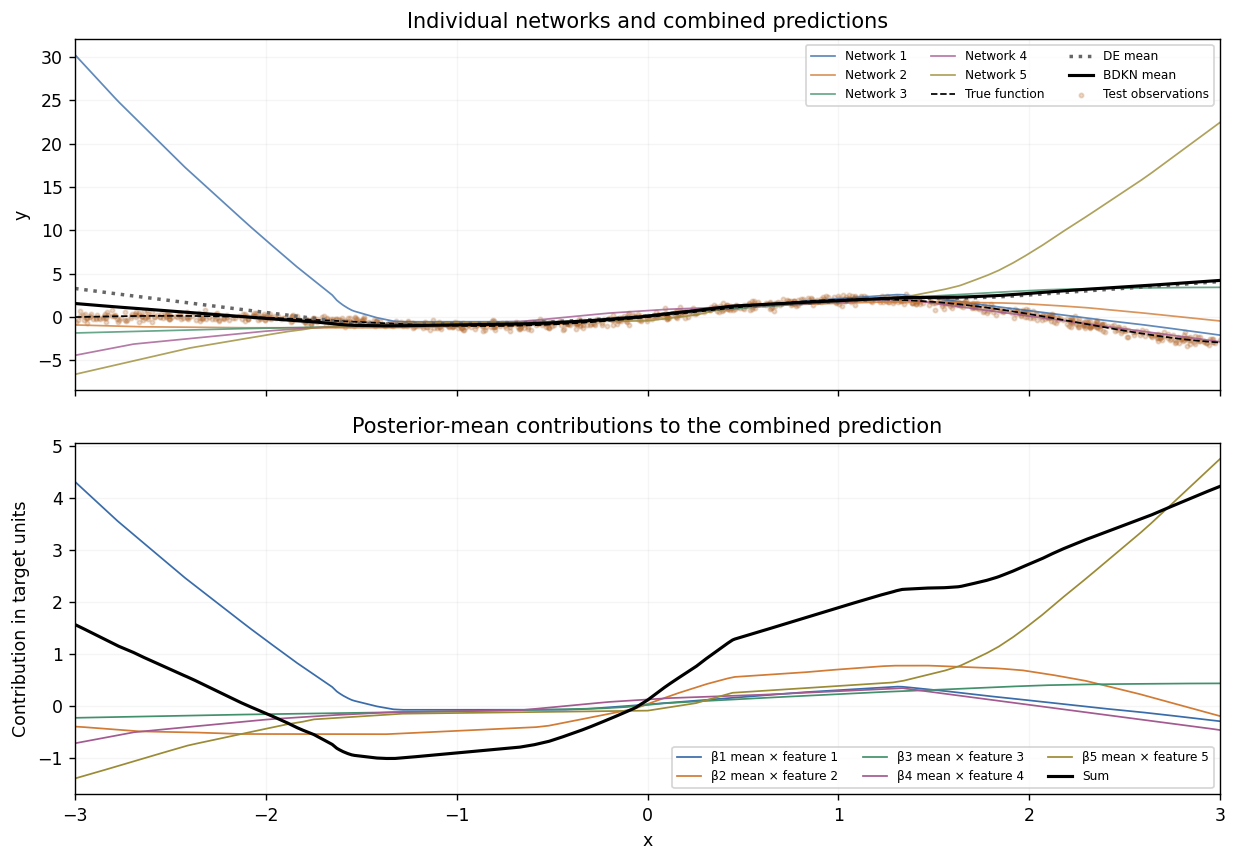 Individual networks and combined predictions
30
25
20
15
10
5
0
−5
y
Network 1
Network 2
Network 3
Network 4
Network 5
True function
DE mean
BDKN mean
Test observations
Posterior-mean contributions to the combined prediction
5
4
3
2
1
0
−1
Contribution in target units
β1 mean × feature 1
β2 mean × feature 2
β3 mean × feature 3
β4 mean × feature 4
β5 mean × feature 5
Sum
−3
−2
−1
0
1
2
3
x